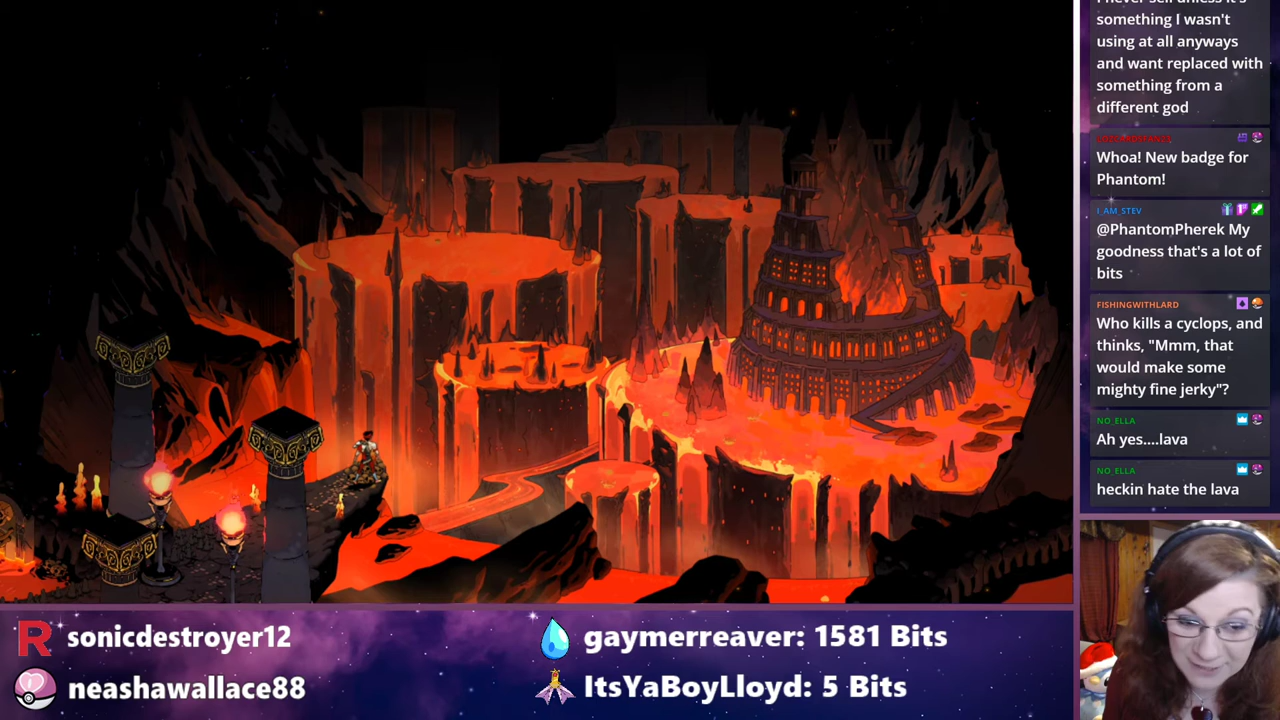 something I wasn't
using at all anyways
and want replaced with
something from a
different god
Whoa! New badge for
Phantom!
I_AM_STEV
@PhantomPherek My
goodness that's a lot of
bits
FISHINGWITHLARD
Who kills a cyclops, and
thinks, "Mmm, that
would make some
mighty fine jerky"?
NO_ELLA
Ah yes....lava
NO_ELLA
heckin hate the lava
R sonicdestroyer12
neashawallace88
gaymerreaver: 1581 Bits
ItsYaBoyLloyd: 5 Bits